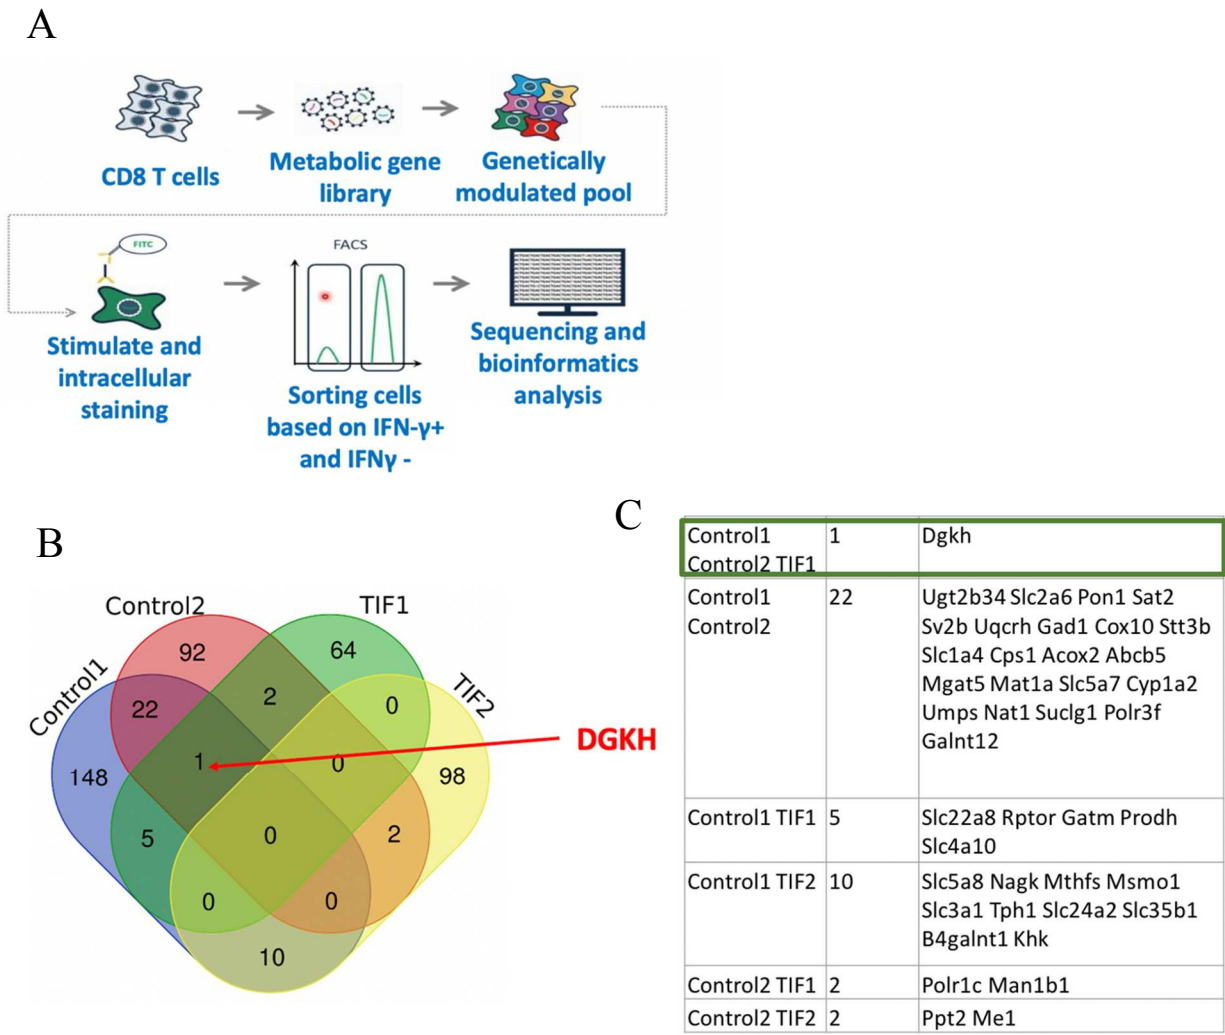 A
CD8 T cells
Metabolic gene
library
Genetically
modulated pool
FITC
Stimulate and
intracellular
staining
FACS
Sorting cells
based on IFN-γ+
and IFNγ -
Sequencing and
bioinformatics
analysis
B
Control1
Control2
TIF1
TIF2
92
64
22
2
0
148
1
0
98
5
0
2
0
0
10
DGKH
C
Control1
Control2 TIF1
1
Dgkh
Control1
Control2
22
Ugt2b34 Slc2a6 Pon1 Sat2
Sv2b Uqcrh Gad1 Cox10 Stt3b
Slc1a4 Cps1 Acox2 Abcb5
Mgat5 Mat1a Slc5a7 Cyp1a2
Umps Nat1 Suclg1 Polr3f
Galnt12
Control1 TIF1
5
Slc22a8 Rptor Gatm Prodh
Slc4a10
Control1 TIF2
10
Slc5a8 Nagk Mthfs Msmo1
Slc3a1 Tph1 Slc24a2 Slc35b1
B4galnt1 Khk
Control2 TIF1
2
Polr1c Man1b1
Control2 TIF2
2
Ppt2 Me1